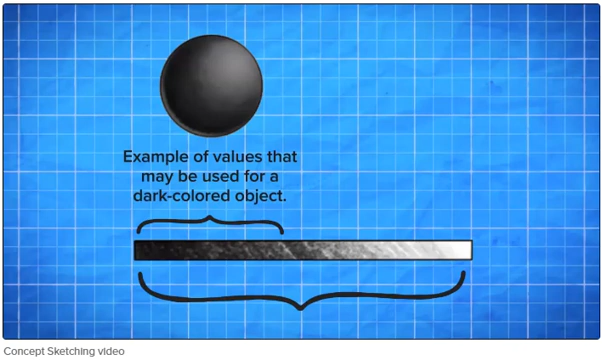 Example of values that
may be used for a
dark-colored object.
Concept Sketching video